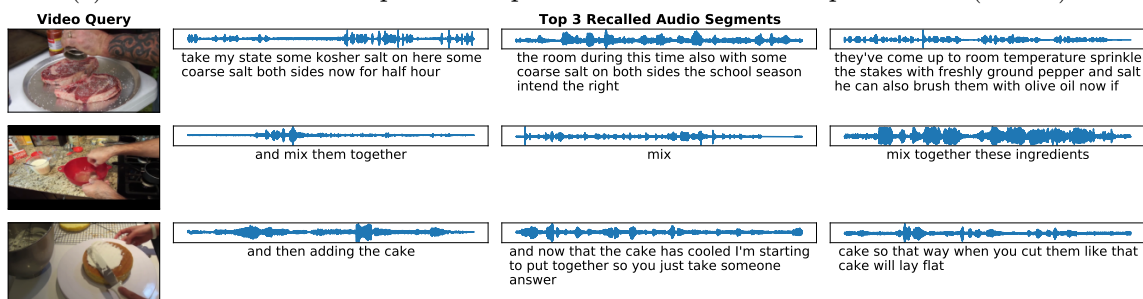 Video Query
Top 3 Recalled Audio Segments
take my state some kosher salt on here some
coarse salt both sides now for half hour
the room during this time also with some
coarse salt on both sides the school season
intend the right
they've come up to room temperature sprinkle
the stakes with freshly ground pepper and salt
he can also brush them with olive oil now if
and mix them together
mix
mix together these ingredients
and then adding the cake
and now that the cake has cooled I'm starting
to put together so you just take someone
answer
cake so that way when you cut them like that
cake will lay flat